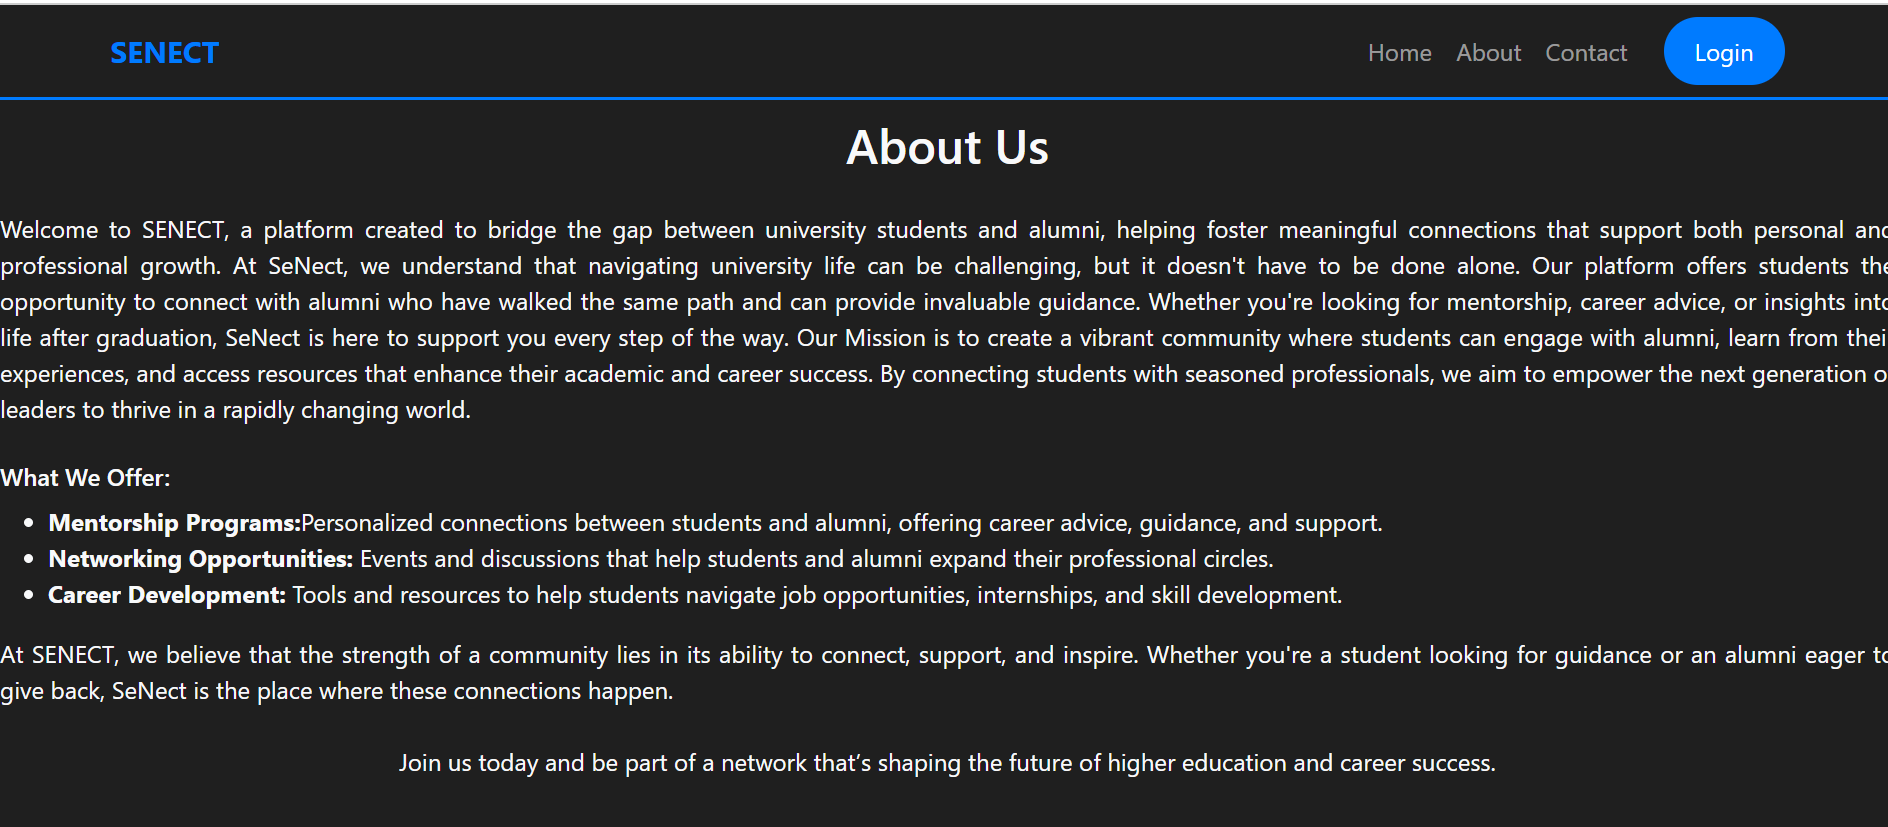 SENECT
Home About Contact Login
About Us
Welcome to SENECT, a platform created to bridge the gap between university students and alumni, helping foster meaningful connections that support both personal and
professional growth. At SeNect, we understand that navigating university life can be challenging, but it doesn't have to be done alone. Our platform offers students the
opportunity to connect with alumni who have walked the same path and can provide invaluable guidance. Whether you're looking for mentorship, career advice, or insights into
life after graduation, SeNect is here to support you every step of the way. Our Mission is to create a vibrant community where students can engage with alumni, learn from their
experiences, and access resources that enhance their academic and career success. By connecting students with seasoned professionals, we aim to empower the next generation of
leaders to thrive in a rapidly changing world.
What We Offer:
• Mentorship Programs:Personalized connections between students and alumni, offering career advice, guidance, and support.
• Networking Opportunities: Events and discussions that help students and alumni expand their professional circles.
• Career Development: Tools and resources to help students navigate job opportunities, internships, and skill development.
At SENECT, we believe that the strength of a community lies in its ability to connect, support, and inspire. Whether you're a student looking for guidance or an alumni eager to
give back, SeNect is the place where these connections happen.
Join us today and be part of a network that’s shaping the future of higher education and career success.